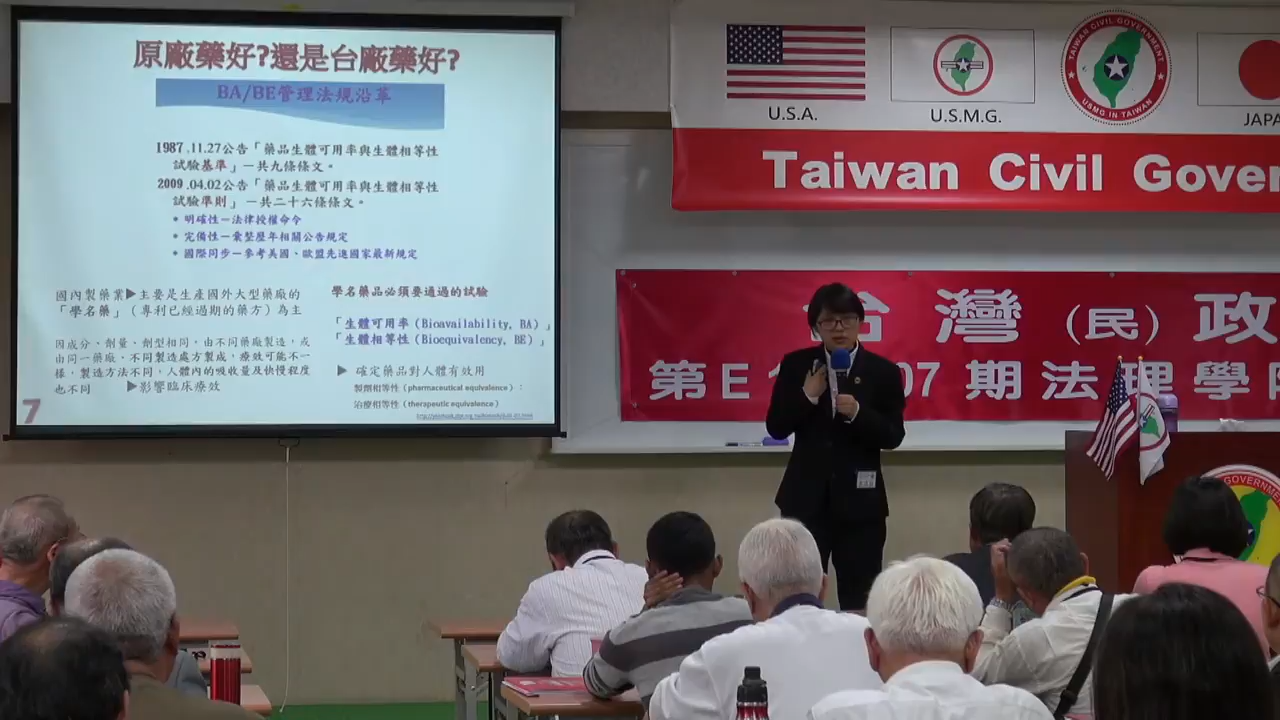 原廠藥好?還是台廠藥好?
BA/BE管理法規沿革
1987 .11.27公告「藥品生體可用率與生體相等性
試驗基準」—共九條條文。
2009 .04.02公告「藥品生體可用率與生體相等性
試驗準則」—共二十六條條文。
• 明確性—法律授權命令
• 完備性—彙整歷年相關公告規定
• 國際同步—參考美國、歐盟先進國家最新規定
國內製藥業▶主要是生產國外大型藥廠的
「學名藥」(專利已經過期的藥方)為主
因成分、劑量、劑型相同,由不同藥廠製造,或
由同一藥廠,不同製造處方製成,療效可能不一
樣,製造方法不同,人體內的吸收量及快慢程度
也不同 ▶影響臨床療效
7
學名藥品必須要通過的試驗
「生體可用率(Bioavailability, BA)」
「生體相等性(Bioequivalency, BE)」
▶ 確定藥品對人體有效用
製劑相等性(pharmaceutical equivalence):
治療相等性(therapeutic equivalence)
U.S.A.
U.S.M.G.
TAIWAN CIVIL GOVERNMENT
USMG IN TAIWAN
JAPA
Taiwan Civil Gover
台灣(民)政
第E1 07期法理學
GOVERNME